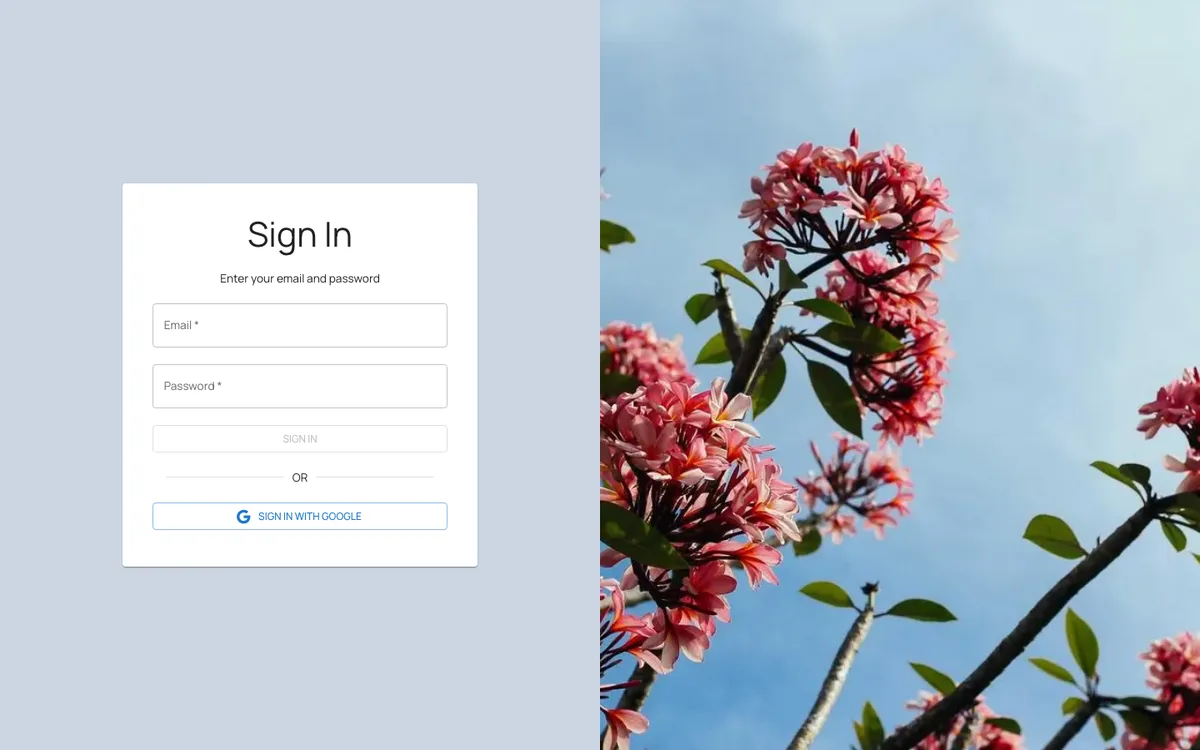 Sign In
Enter your email and password
Email *
Password *
SIGN IN
OR
SIGN IN WITH GOOGLE